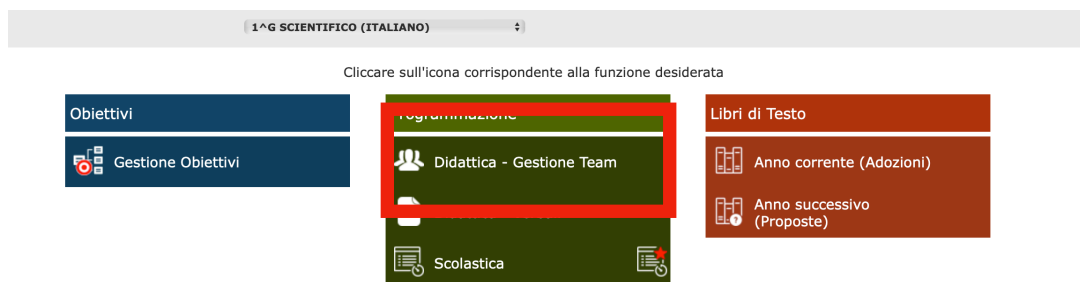 1^G SCIENTIFICO (ITALIANO)
Cliccare sull'icona corrispondente alla funzione desiderata
Obiettivi
Gestione Obiettivi
Programmazione
Didattica - Gestione Team
Scolastica
Libri di Testo
Anno corrente (Adozioni)
Anno successivo
(Proposte)